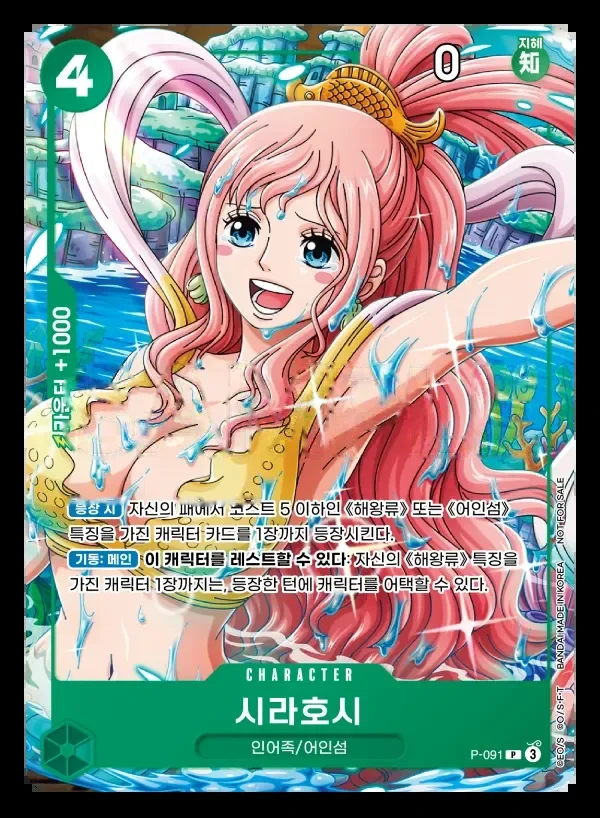 4
0
지혜
知
카운터 +1000
등장 시 자신의 패에서 코스트 5 이하인 《해왕류》 또는 《어인섬》
특징을 가진 캐릭터 카드를 1장까지 등장시킨다.
기동: 메인 이 캐릭터를 레스트할 수 있다: 자신의 《해왕류》 특징을
가진 캐릭터 1장까지는, 등장한 턴에 캐릭터를 어택할 수 있다.
CHARACTER
시라호시
인어족/어인섬
P-091 P 3
©EO/S ©O/S·F·T BANDAI MADE IN KOREA NOT FOR SALE